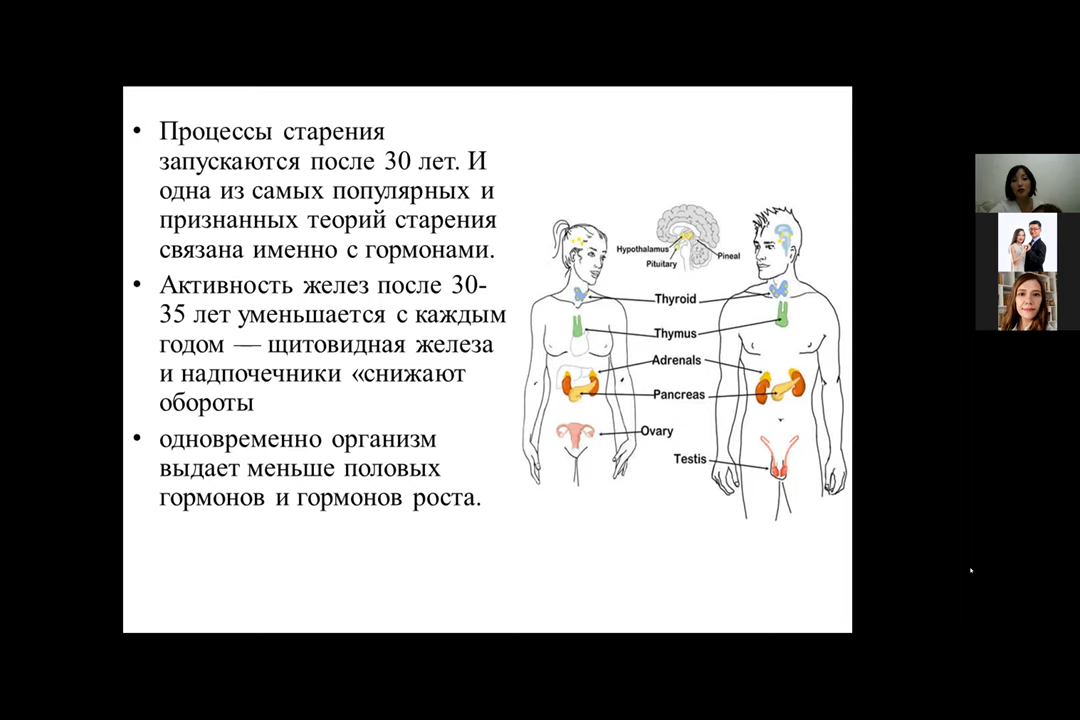 • Процессы старения
запускаются после 30 лет. И
одна из самых популярных и
признанных теорий старения
связана именно с гормонами.
• Активность желез после 30-
35 лет уменьшается с каждым
годом — щитовидная железа
и надпочечники «снижают
обороты
• одновременно организм
выдает меньше половых
гормонов и гормонов роста.
Hypothalamus
Pituitary
Pineal
Thyroid
Thymus
Adrenals
Pancreas
Ovary
Testis